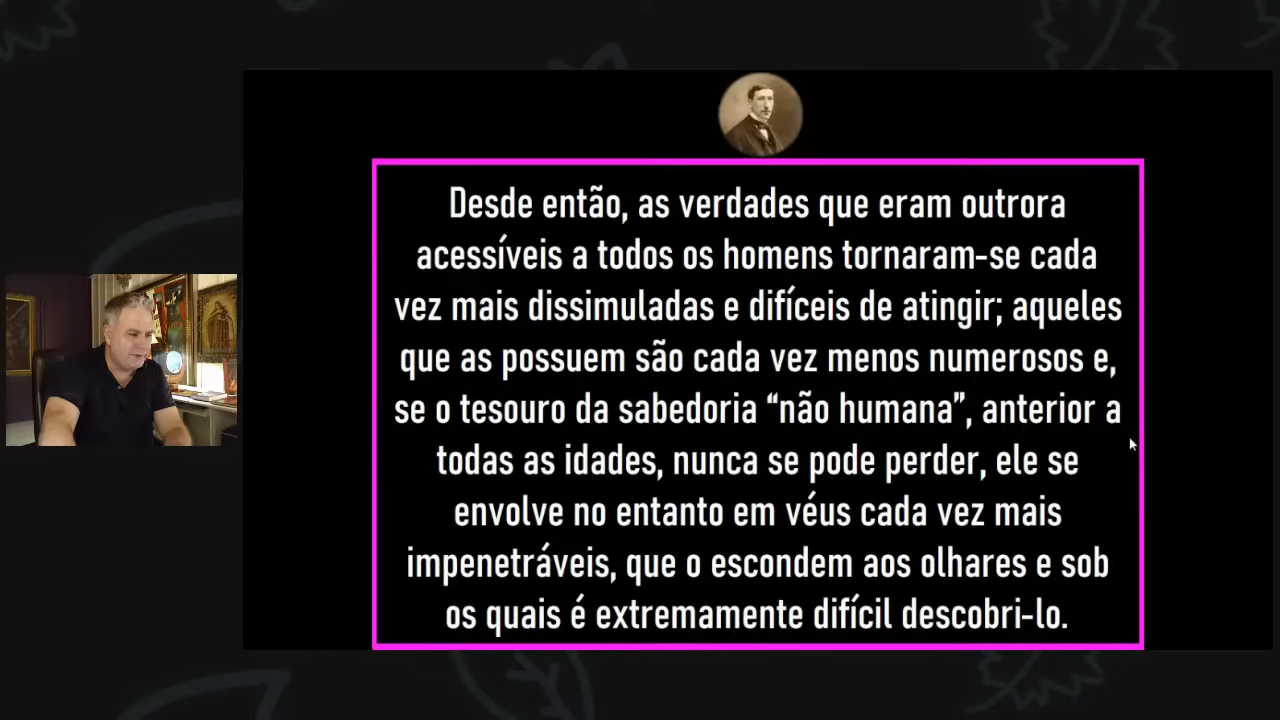 Desde então, as verdades que eram outrora
acessíveis a todos os homens tornaram-se cada
vez mais dissimuladas e difíceis de atingir; aqueles
que as possuem são cada vez menos numerosos e,
se o tesouro da sabedoria “não humana”, anterior a
todas as idades, nunca se pode perder, ele se
envolve no entanto em véus cada vez mais
impenetráveis, que o escondem aos olhares e sob
os quais é extremamente difícil descobri-lo.